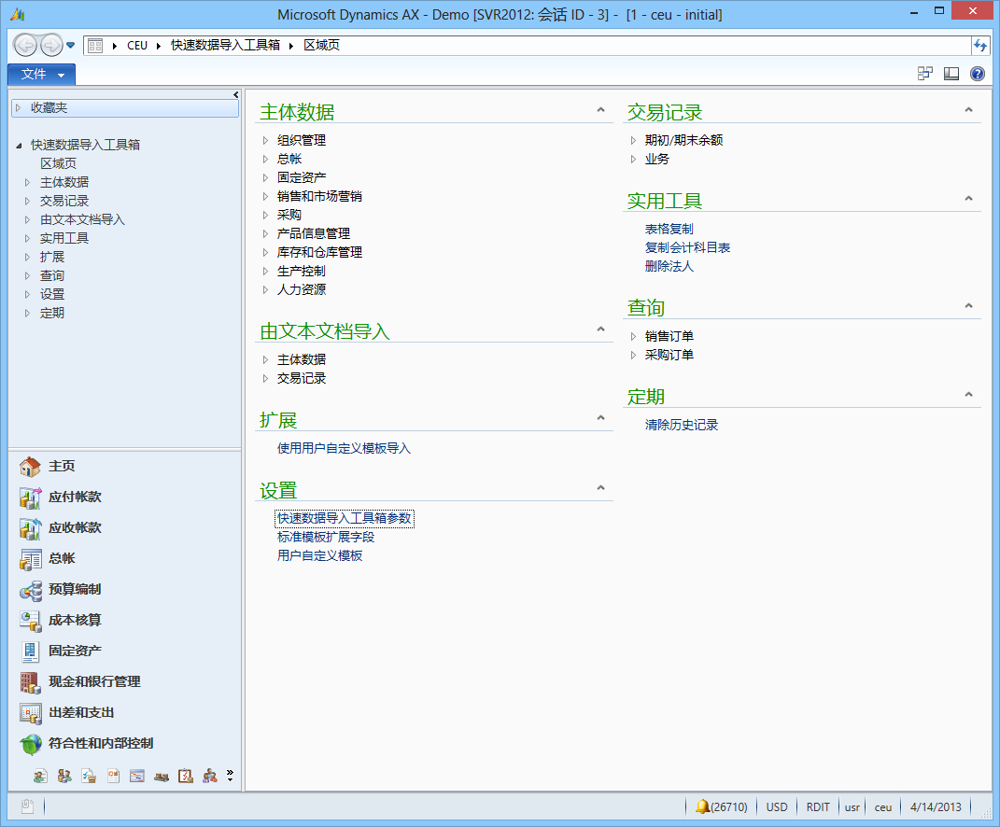 Microsoft Dynamics AX - Demo [SVR2012: 会话 ID - 3] - [1 - ceu - initial]
CEU 快速数据导入工具箱 区域页
文件
收藏夹
快速数据导入工具箱
区域页
主体数据
交易记录
由文本文档导入
实用工具
扩展
查询
设置
定期
主页
应付帐款
应收帐款
总帐
预算编制
成本核算
固定资产
现金和银行管理
出差和支出
符合性和内部控制
主体数据
组织管理
总帐
固定资产
销售和市场营销
采购
产品信息管理
库存和仓库管理
生产控制
人力资源
由文本文档导入
主体数据
交易记录
扩展
使用用户自定义模板导入
设置
快速数据导入工具箱参数
标准模板扩展字段
用户自定义模板
交易记录
期初/期末余额
业务
实用工具
表格复制
复制会计科目表
删除法人
查询
销售订单
采购订单
定期
清除历史记录
(26710) USD RDIT usr ceu 4/14/2013